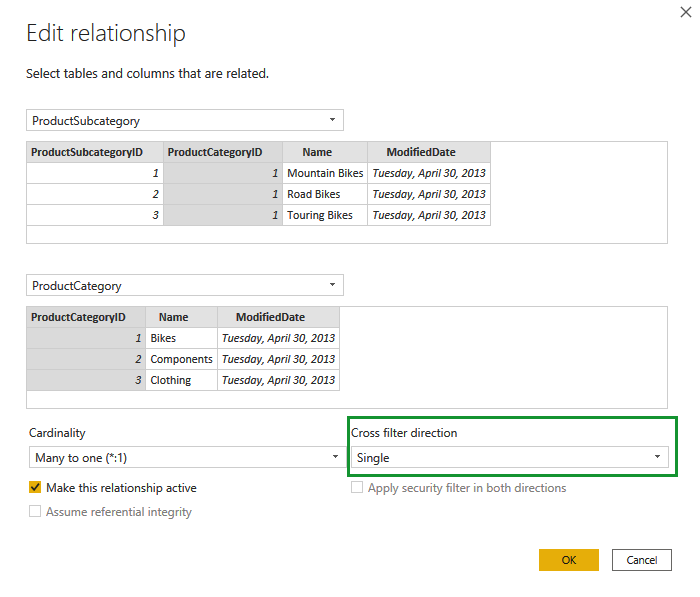 Edit relationship
Select tables and columns that are related.
ProductSubcategory
ProductSubcategoryID ProductCategoryID Name ModifiedDate
1 1 Mountain Bikes Tuesday, April 30, 2013
2 1 Road Bikes Tuesday, April 30, 2013
3 1 Touring Bikes Tuesday, April 30, 2013
ProductCategory
ProductCategoryID Name ModifiedDate
1 Bikes Tuesday, April 30, 2013
2 Components Tuesday, April 30, 2013
3 Clothing Tuesday, April 30, 2013
Cardinality Cross filter direction
Many to one (*:1) Single
Make this relationship active Apply security filter in both directions
Assume referential integrity
OK Cancel